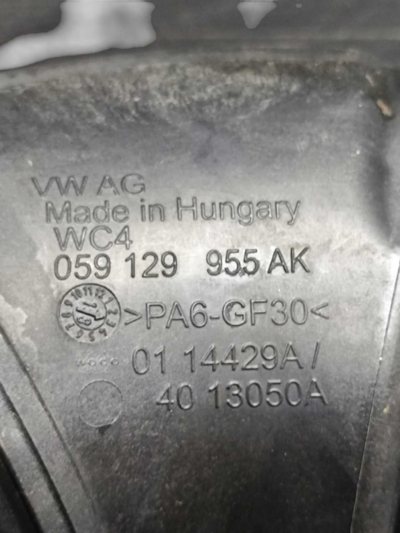 VW AG
Made in Hungary
WC4
059 129 955 AK
>PA6-GF30<
01 14429A /
40 13050A